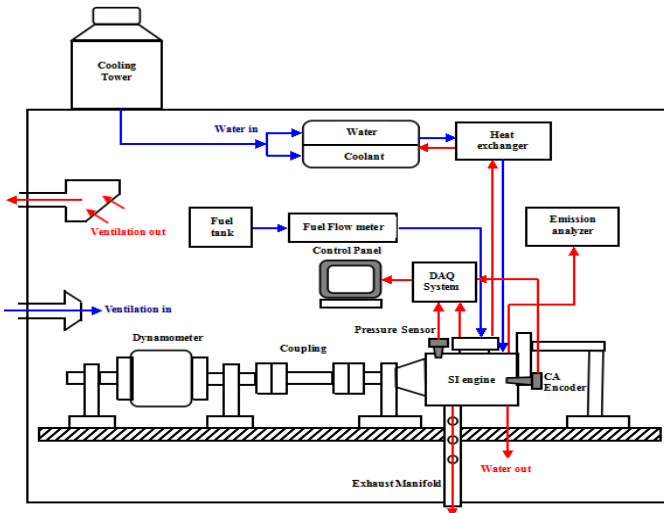 Cooling
Tower
Water in
Water
Coolant
Heat
exchanger
Ventilation out
Fuel
tank
Fuel Flow meter
Emission
analyzer
Control Panel
DAQ
System
Ventilation in
Pressure Sensor
Dynamometer
Coupling
SI engine
CA
Encoder
Water out
Exhaust Manifold